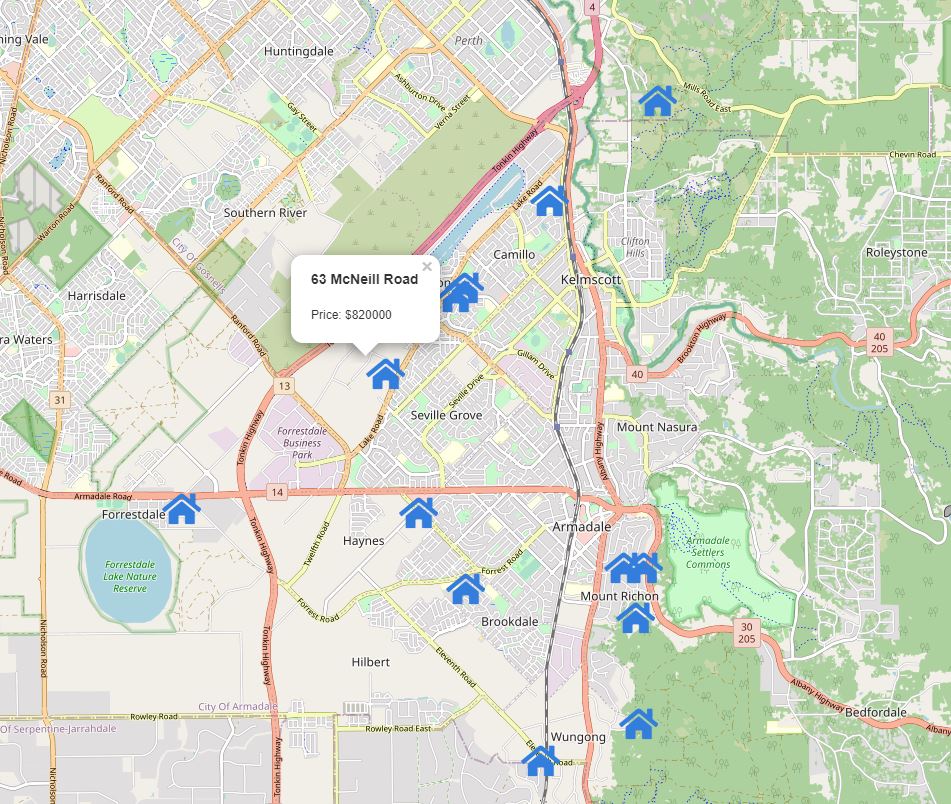 4
ning Vale
Huntingdale
Perth
Ashburton Drive
Verna Street
Gay Street
Mills Road East
Nicholson Road
Tonkin Highway
Chevin Road
Ranford Road
Lake Road
Warton Road
Southern River
Clifton
Hills
Camillo
Roleystone
City Of Gosnells
Nicholson
63 McNeill Road
×
Price: $820000
Kelmscott
Harrisdale
Ranford Road
Brookton Highway
ra Waters
40
205
Gillam Drive
40
13
31
Seville Drive
Seville Grove
Mount Nasura
Forrestdale
Business
Park
Lake Road
Tonkin Highway
Albany Highway
14
Armadale Road
Forrestdale
Armadale
Haynes
Twelfth Road
Tonkin Highway
Armadale
Settlers
Commons
Forrestdale
Lake Nature
Reserve
Forrest Road
Mount Richon
Forrest Road
Brookdale
30
205
Nicholson Road
Tonkin Highway
Hilbert
Eleventh Road
Albany Highway
City Of Armadale
Bedfordale
Rowley Road
Of Serpentine-Jarrahdale
Rowley Road East
Albany
Wungong
Road
Tonkin Highway
Nicholson